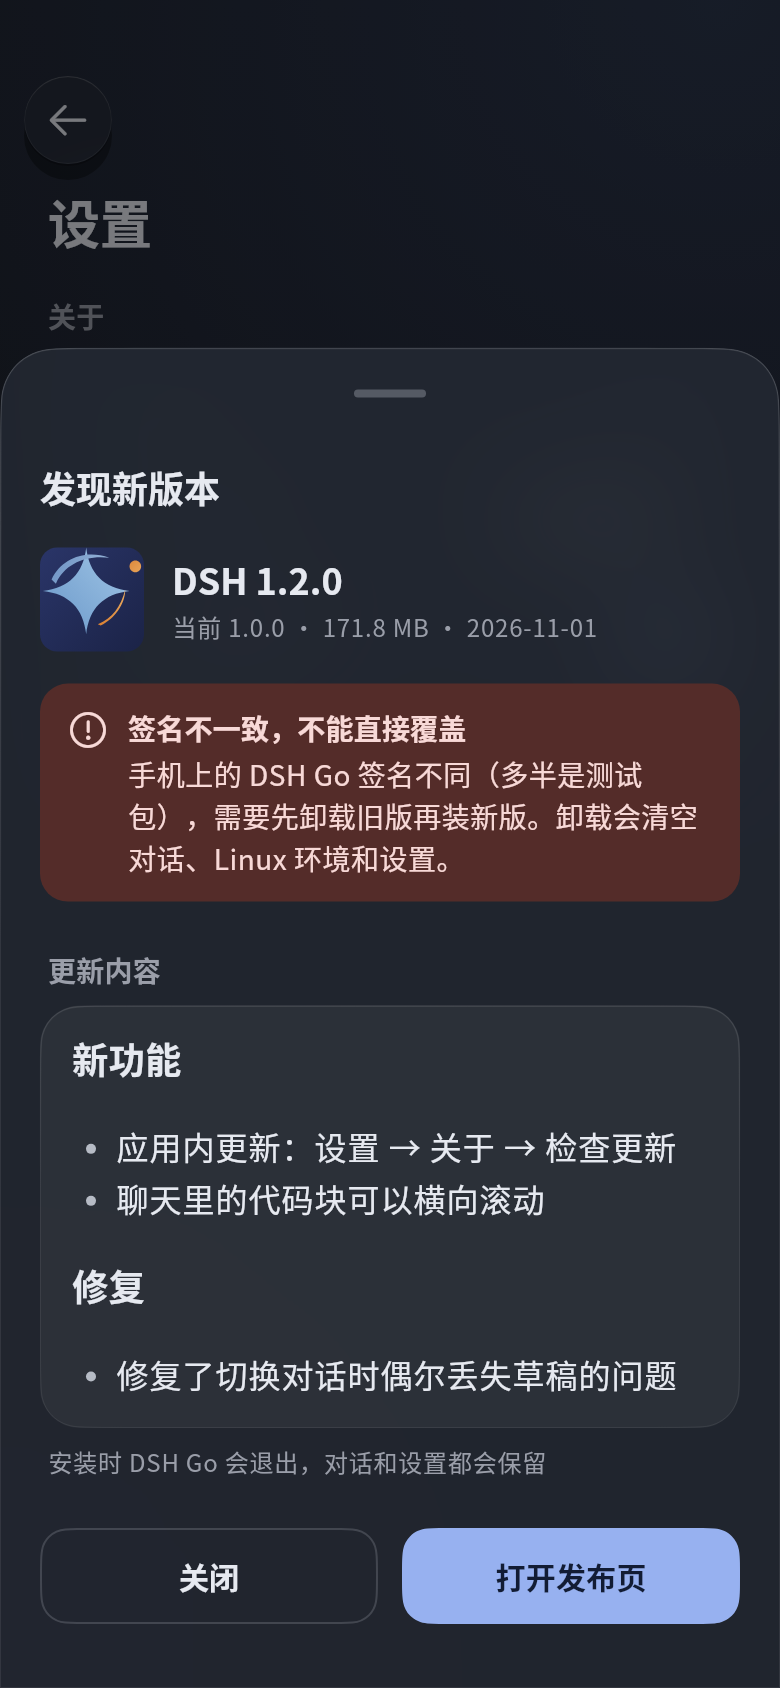 设置
关于
发现新版本
DSH 1.2.0
当前 1.0.0 · 171.8 MB · 2026-11-01
签名不一致，不能直接覆盖
手机上的 DSH Go 签名不同（多半是测试
包），需要先卸载旧版再装新版。卸载会清空
对话、Linux 环境和设置。
更新内容
新功能
• 应用内更新：设置 → 关于 → 检查更新
• 聊天里的代码块可以横向滚动
修复
• 修复了切换对话时偶尔丢失草稿的问题
安装时 DSH Go 会退出，对话和设置都会保留
关闭
打开发布页